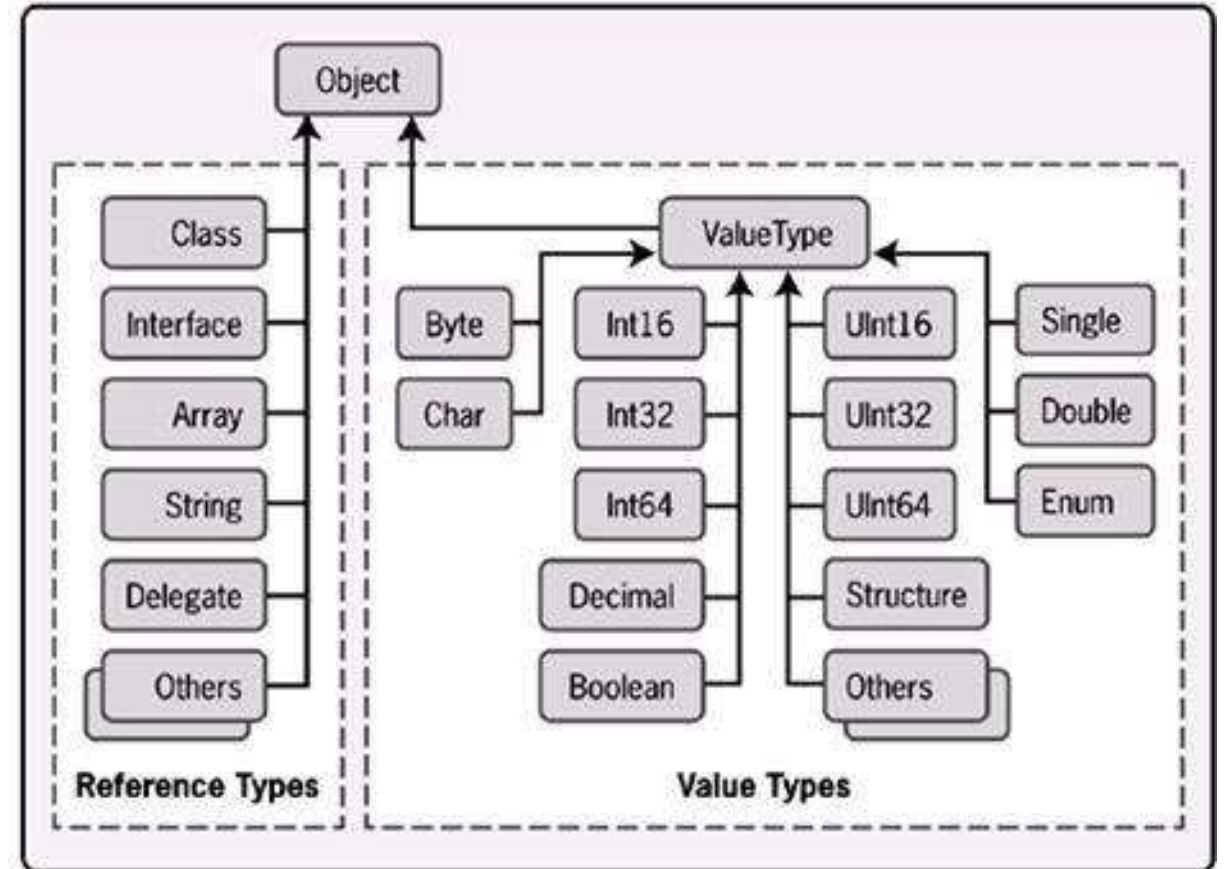 Object
Class
Interface
Array
String
Delegate
Others
Reference Types
ValueType
Byte
Char
Int16
Int32
Int64
Decimal
Boolean
UInt16
UInt32
UInt64
Structure
Others
Single
Double
Enum
Value Types